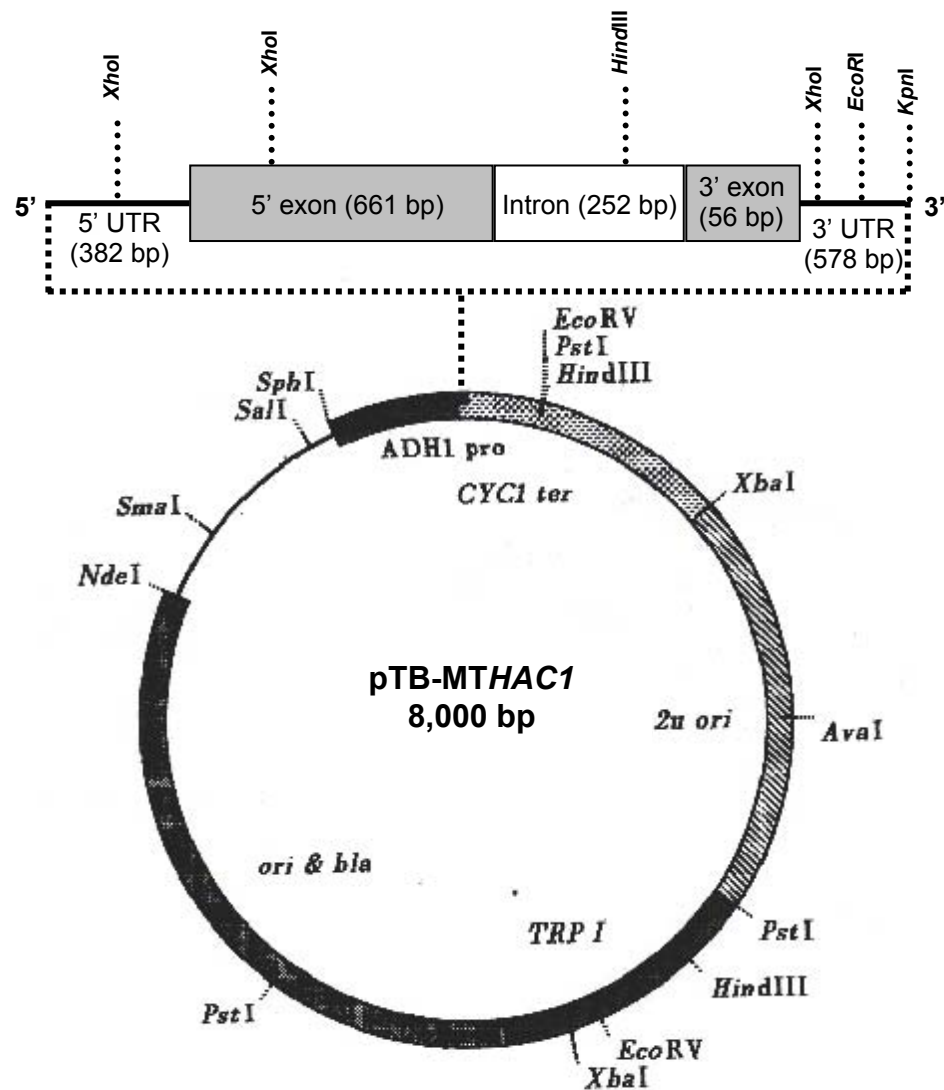 XhoI
XhoI
HindIII
XhoI
EcoRI
KpnI
5’
5’ UTR
(382 bp)
5’ exon (661 bp)
Intron (252 bp)
3’ exon
(56 bp)
3’ UTR
(578 bp)
3’
EcoRV
PstI
HindIII
SphI
SalI
ADH1 pro
CYC1 ter
XbaI
SmaI
NdeI
pTB-MTHAC1
8,000 bp
2u ori
AvaI
ori & bla
TRP I
PstI
HindIII
PstI
EcoRV
XbaI